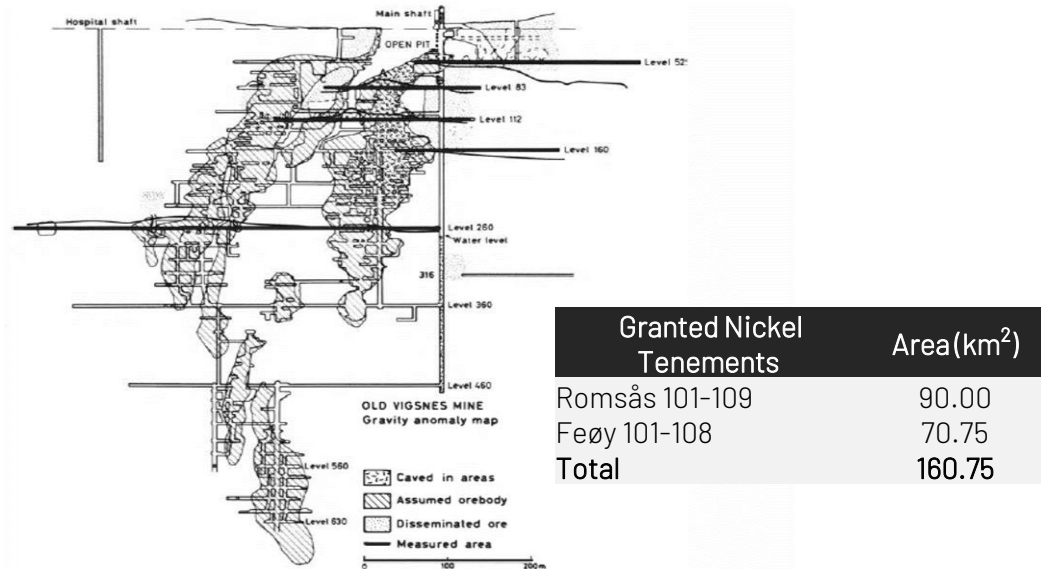 Hospital shaft
Main shaft
OPEN PIT
Level 525
Level 83
Level 112
Level 160
Level 260
Water level
316
Level 360
Level 460
OLD VIGSNES MINE
Gravity anomaly map
Level 560
Level 630
Caved in areas
Assumed orebody
Disseminated ore
Measured area
0 100 200m
Granted Nickel
Tenements
Area (km²)
Romsås 101-109 90.00
Feøy 101-108 70.75
Total 160.75